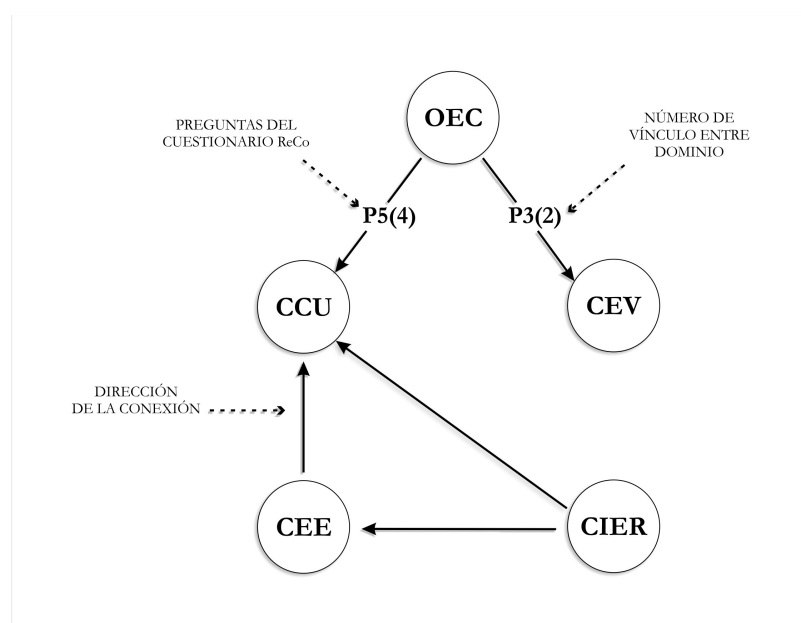 OEC
PREGUNTAS DEL
CUESTIONARIO ReCo
NÚMERO DE
VÍNCULO ENTRE
DOMINIO
P5(4)
P3(2)
CCU
CEV
DIRECCIÓN
DE LA CONEXIÓN
CEE
CIER